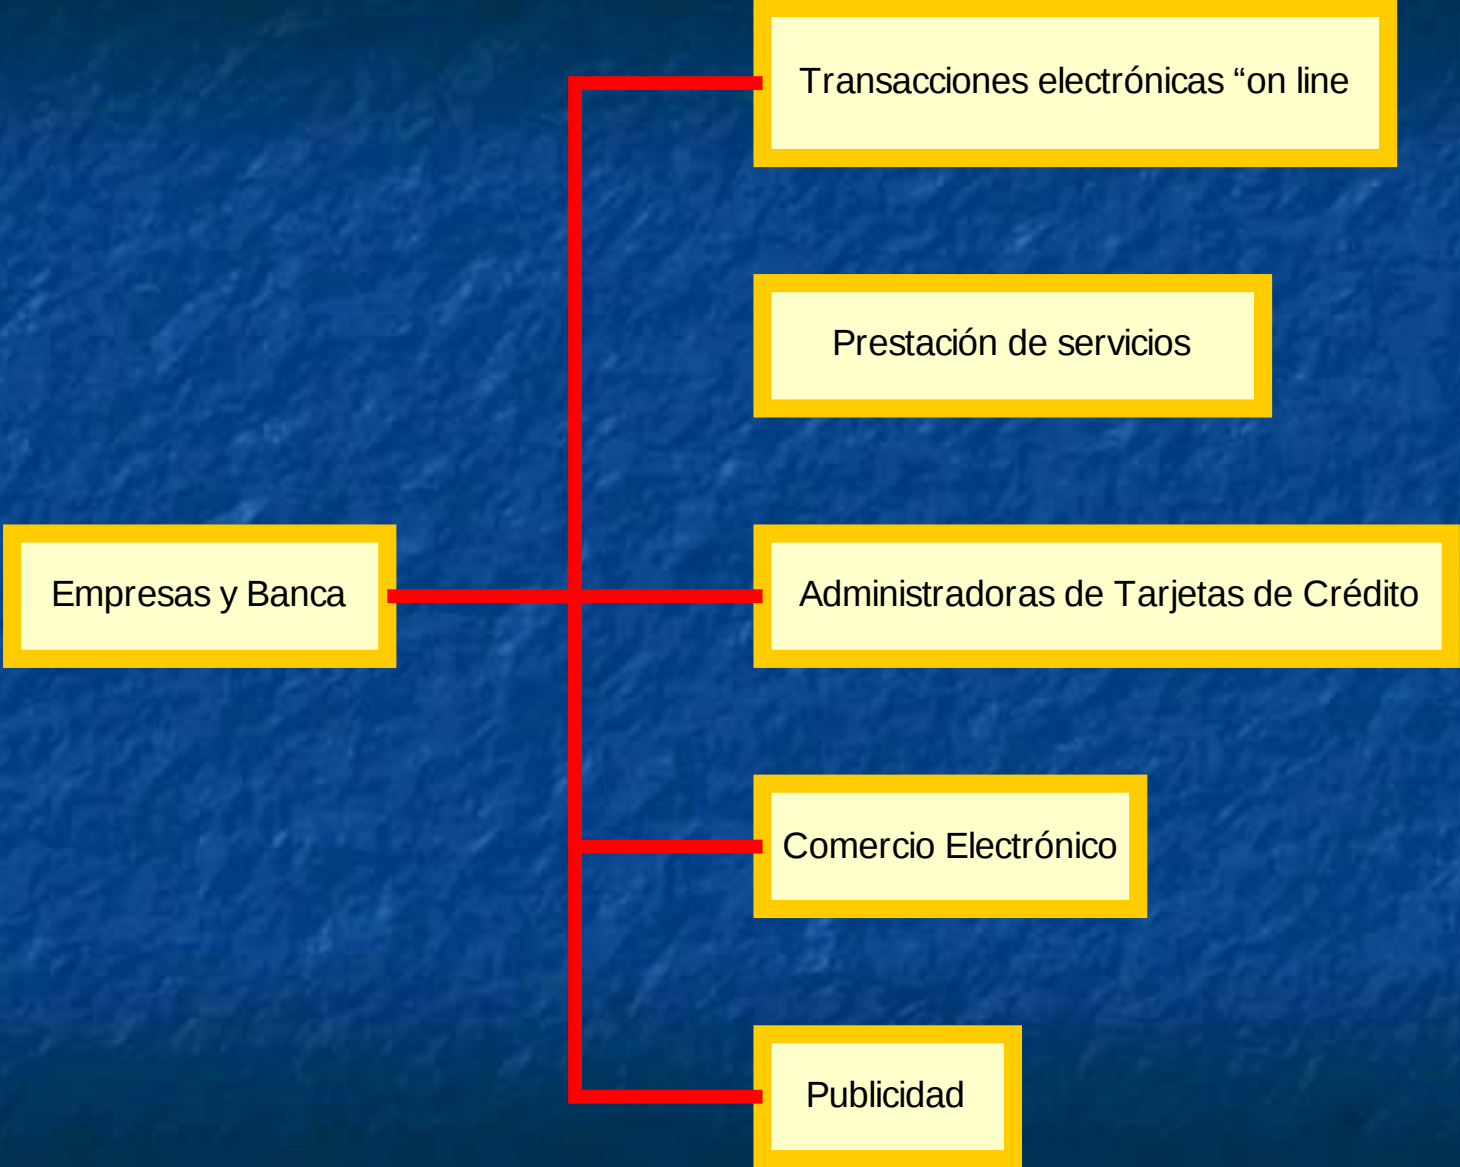 Transacciones electrónicas “on line
Prestación de servicios
Empresas y Banca
Administradoras de Tarjetas de Crédito
Comercio Electrónico
Publicidad